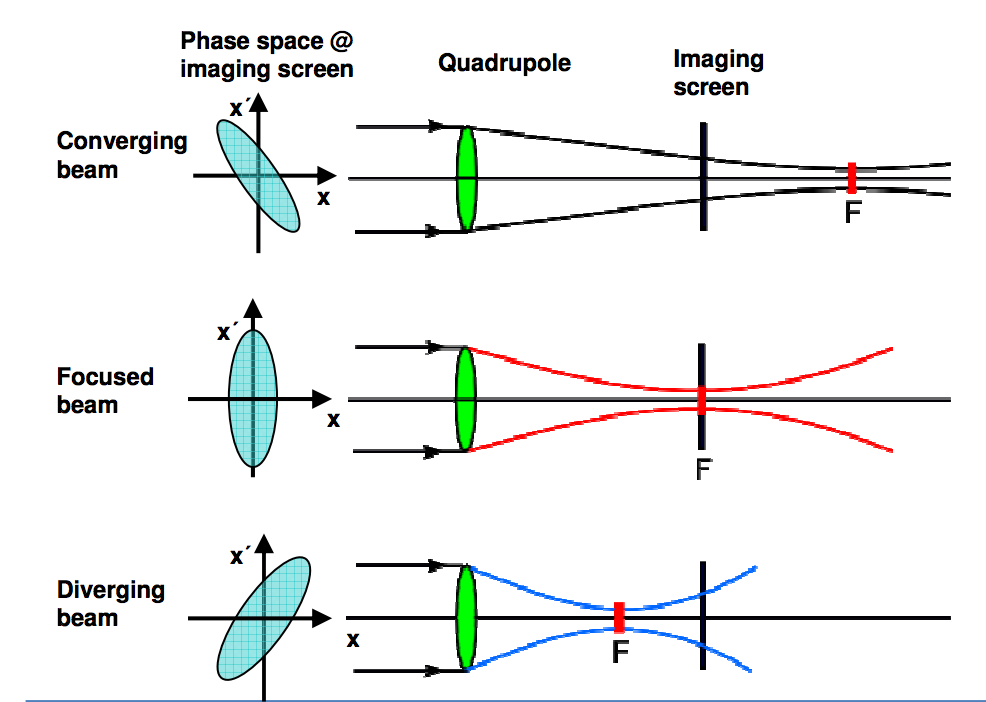 Phase space @
imaging screen
Quadrupole
Imaging
screen
Converging
beam
x´
x
F
Focused
beam
x´
x
F
Diverging
beam
x´
x
F